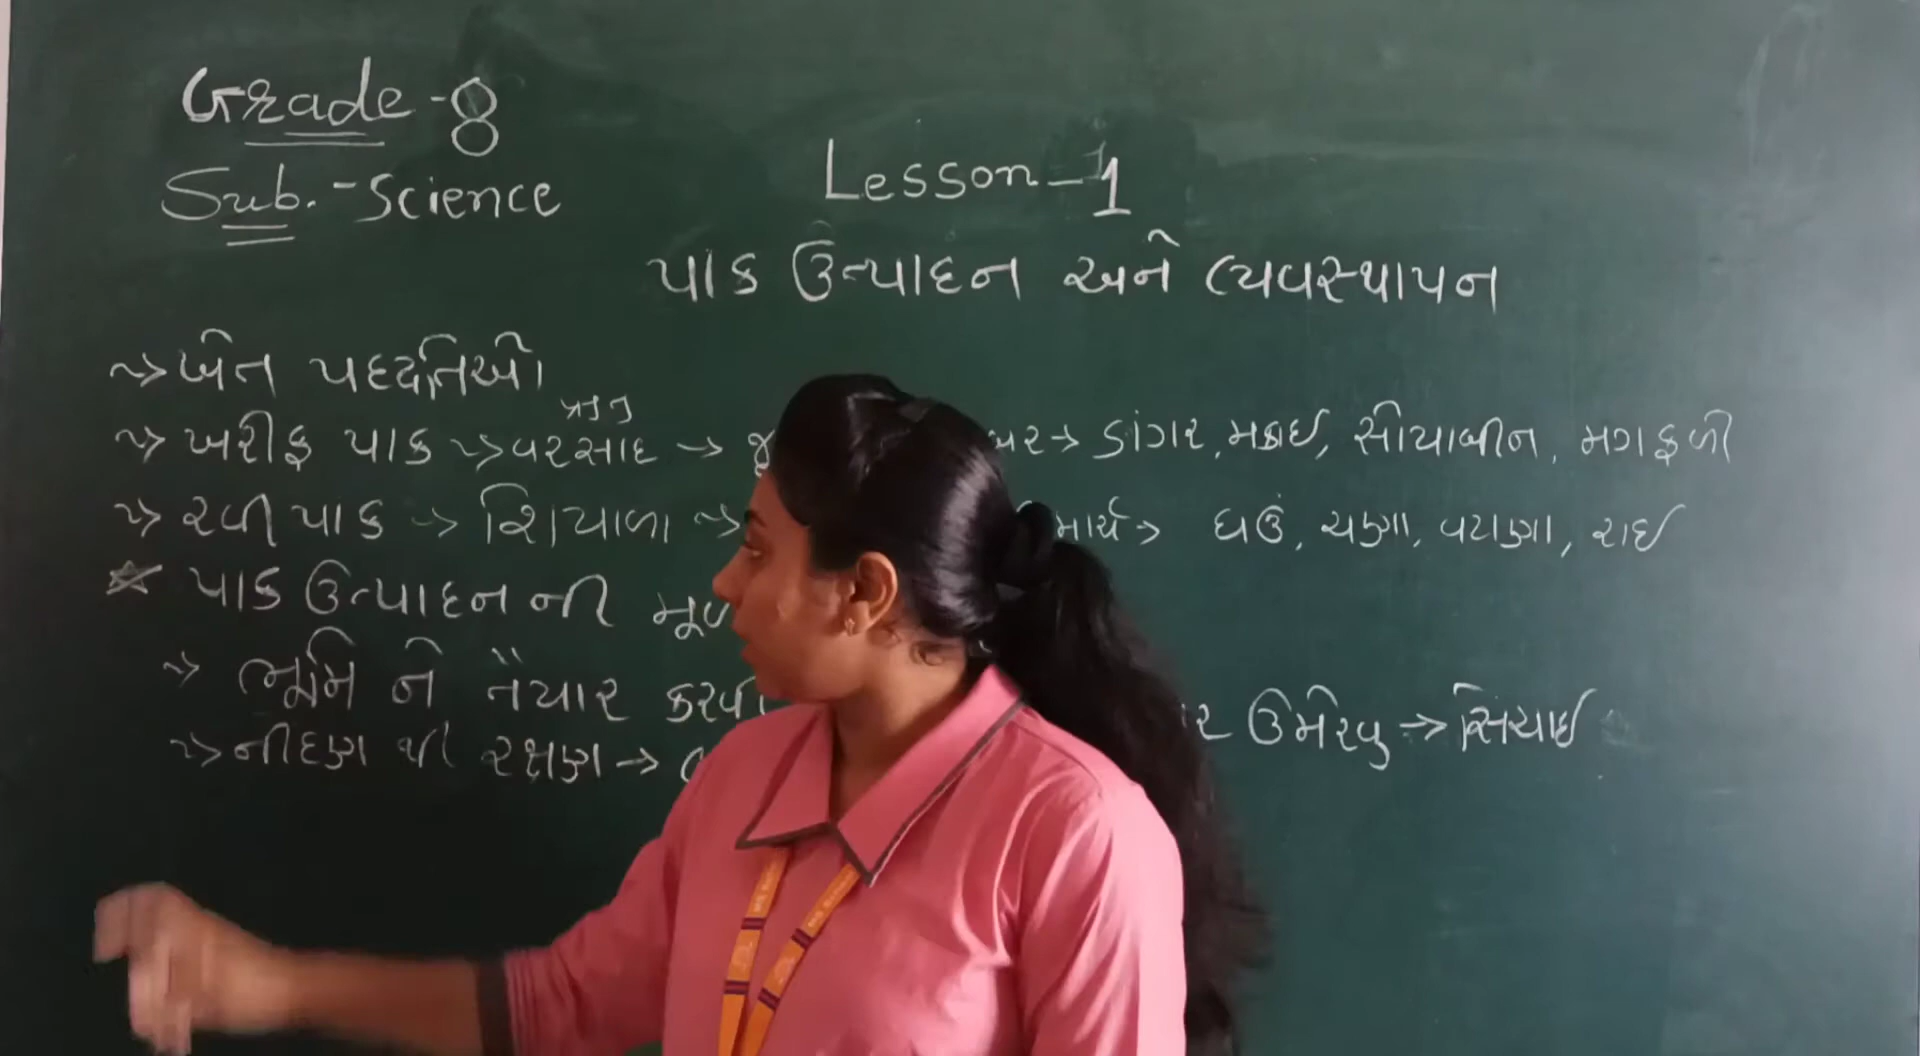 Grade - 8
Sub. - Science
Lesson - 1
પાક ઉત્પાદન અને વ્યવસ્થાપન
~> ખેત પદ્ધતિઓ
~> ખરીફ પાક ~> વરસાદ → → ડાંગર, મકાઈ, સોયાબીન, મગફળી
~> રવી પાક ~> શિયાળા ~> માર્ચ → ઘઉં, ચણા, વટાણા, રાઈ
☆ પાક ઉત્પાદન ની
~> ભૂમિ ને તૈયાર કરવી ઉમેરવુ → સિંચાઈ
~> નીંદણ થી રક્ષણ →